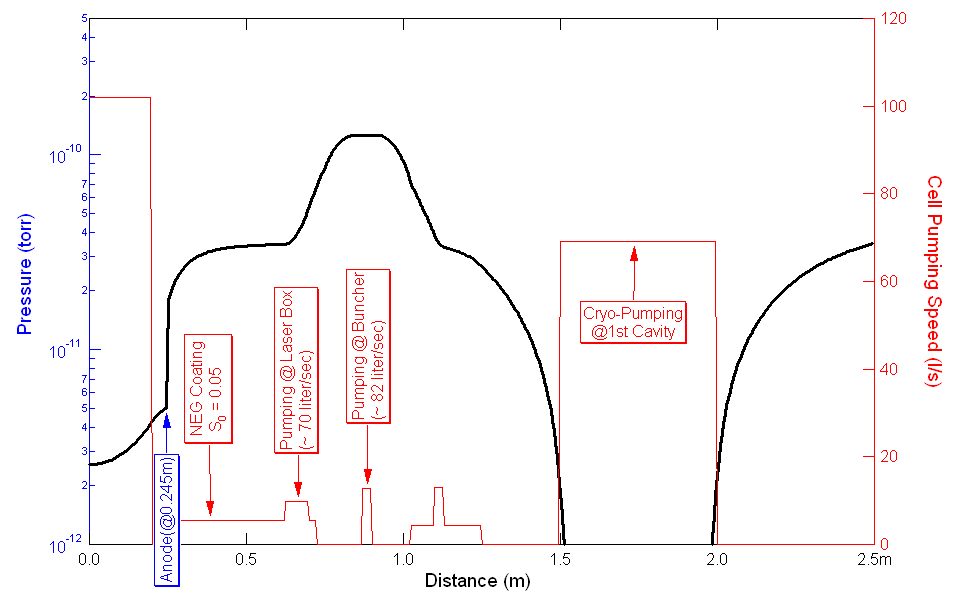 5
4
3
2
10⁻¹⁰
7
6
5
4
3
2
10⁻¹¹
7
6
5
4
3
2
10⁻¹²
Pressure (torr)
0.0
0.5
1.0
1.5
2.0
2.5m
Distance (m)
120
100
80
60
40
20
0
Cell Pumping Speed (l/s)
Anode(@0.245m)
NEG Coating
S₀ = 0.05
Pumping @ Laser Box
(~ 70 liter/sec)
Pumping @ Buncher
(~ 82 liter/sec)
Cryo-Pumping
@1st Cavity